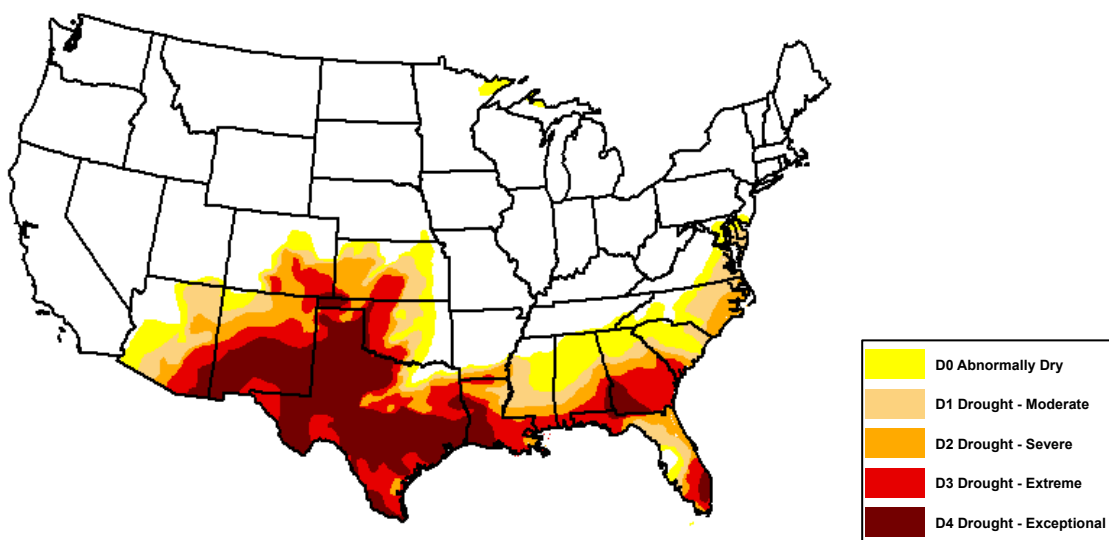 D0 Abnormally Dry
D1 Drought - Moderate
D2 Drought - Severe
D3 Drought - Extreme
D4 Drought - Exceptional